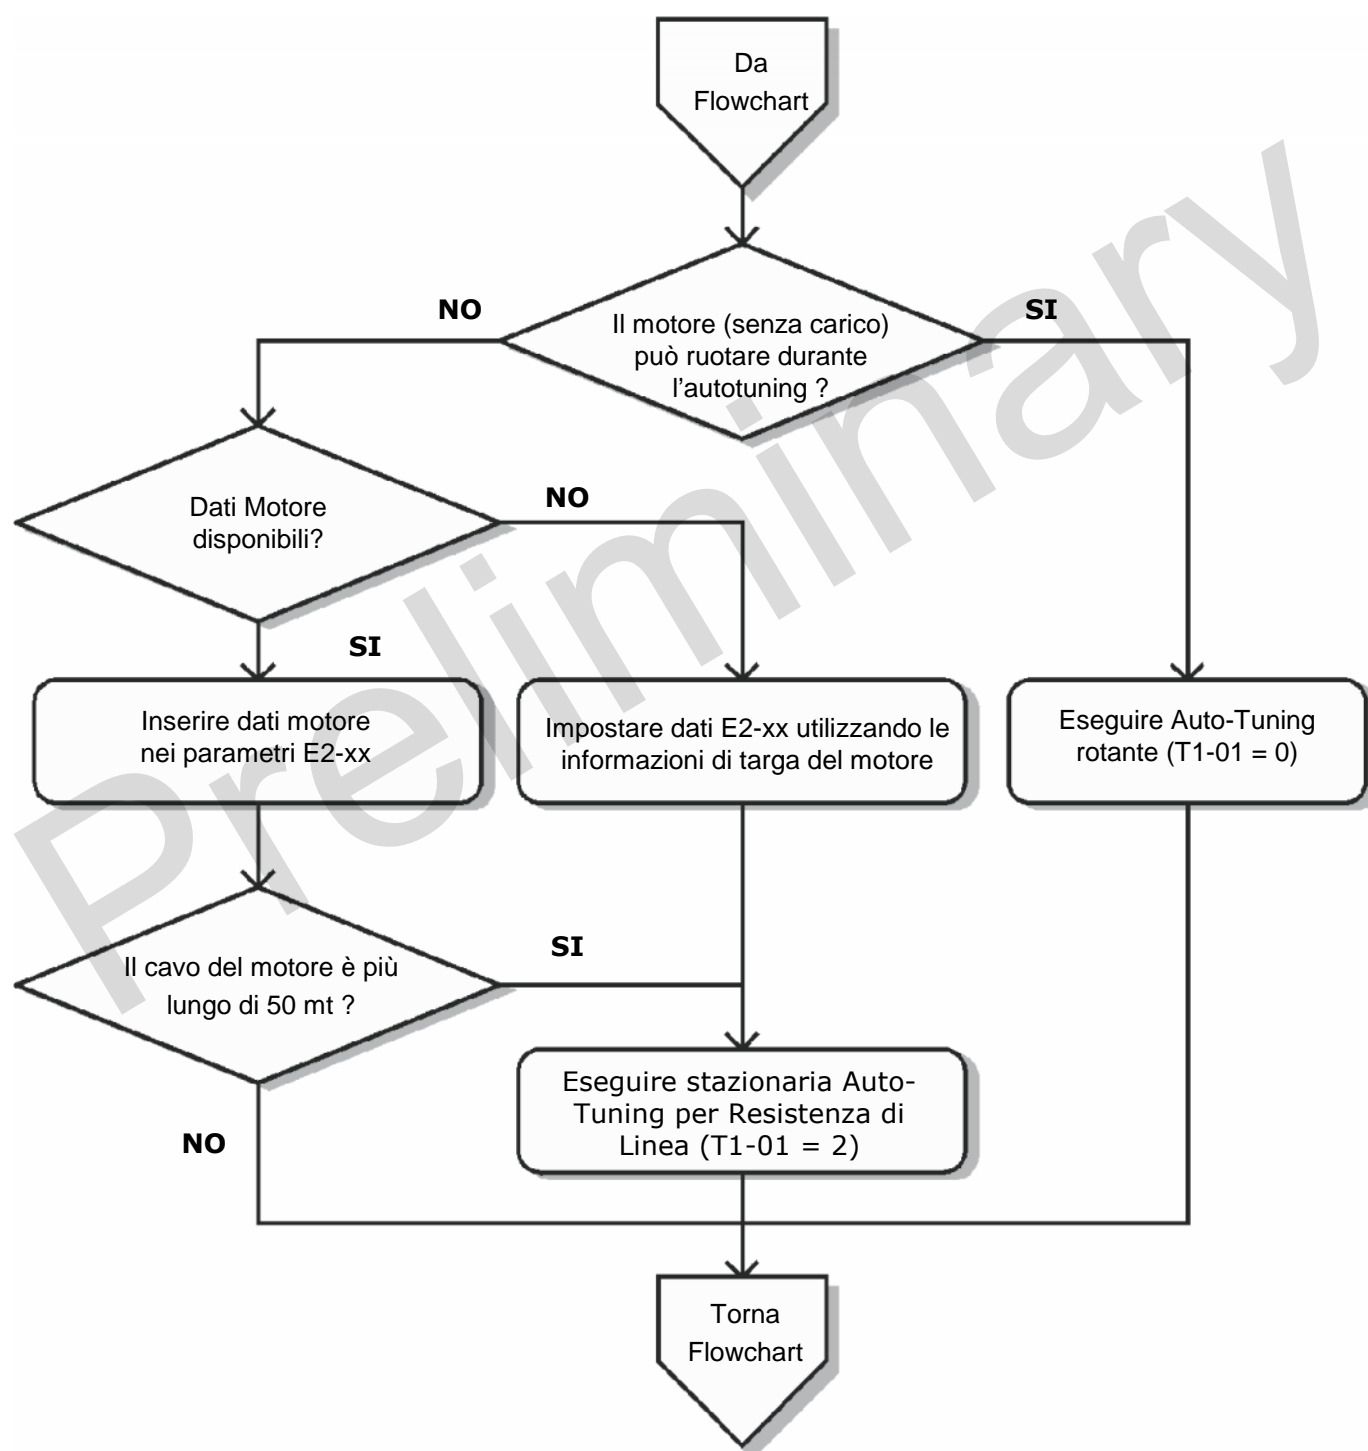 Da
Flowchart
NO
SI
Il motore (senza carico)
può ruotare durante
l'autotuning ?
Dati Motore
disponibili?
NO
SI
Inserire dati motore
nei parametri E2-xx
Impostare dati E2-xx utilizzando le
informazioni di targa del motore
Eseguire Auto-Tuning
rotante (T1-01 = 0)
Il cavo del motore è più
lungo di 50 mt ?
SI
NO
Eseguire stazionaria Auto-
Tuning per Resistenza di
Linea (T1-01 = 2)
Torna
Flowchart
Preliminary